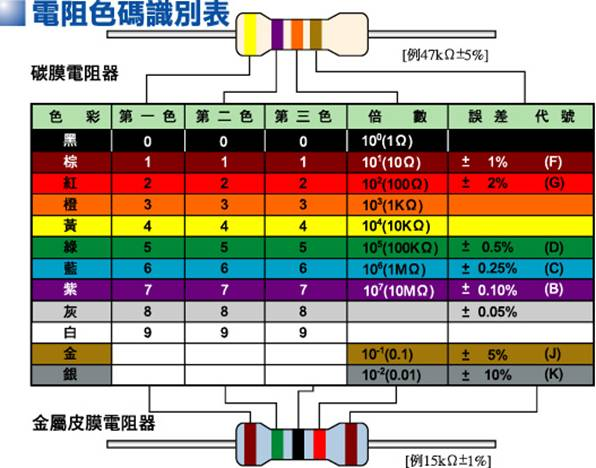 電阻色碼識別表
[例47kΩ±5%]
碳膜電阻器
色 彩 第一色 第二色 第三色 倍 數 誤差 代號
黑 0 0 0 10⁰(1Ω)
棕 1 1 1 10¹(10Ω) ± 1% (F)
紅 2 2 2 10²(100Ω) ± 2% (G)
橙 3 3 3 10³(1KΩ)
黃 4 4 4 10⁴(10KΩ)
綠 5 5 5 10⁵(100KΩ) ± 0.5% (D)
藍 6 6 6 10⁶(1MΩ) ± 0.25% (C)
紫 7 7 7 10⁷(10MΩ) ± 0.10% (B)
灰 8 8 8 ± 0.05%
白 9 9 9
金 10⁻¹(0.1) ± 5% (J)
銀 10⁻²(0.01) ± 10% (K)
金屬皮膜電阻器
[例15kΩ±1%]